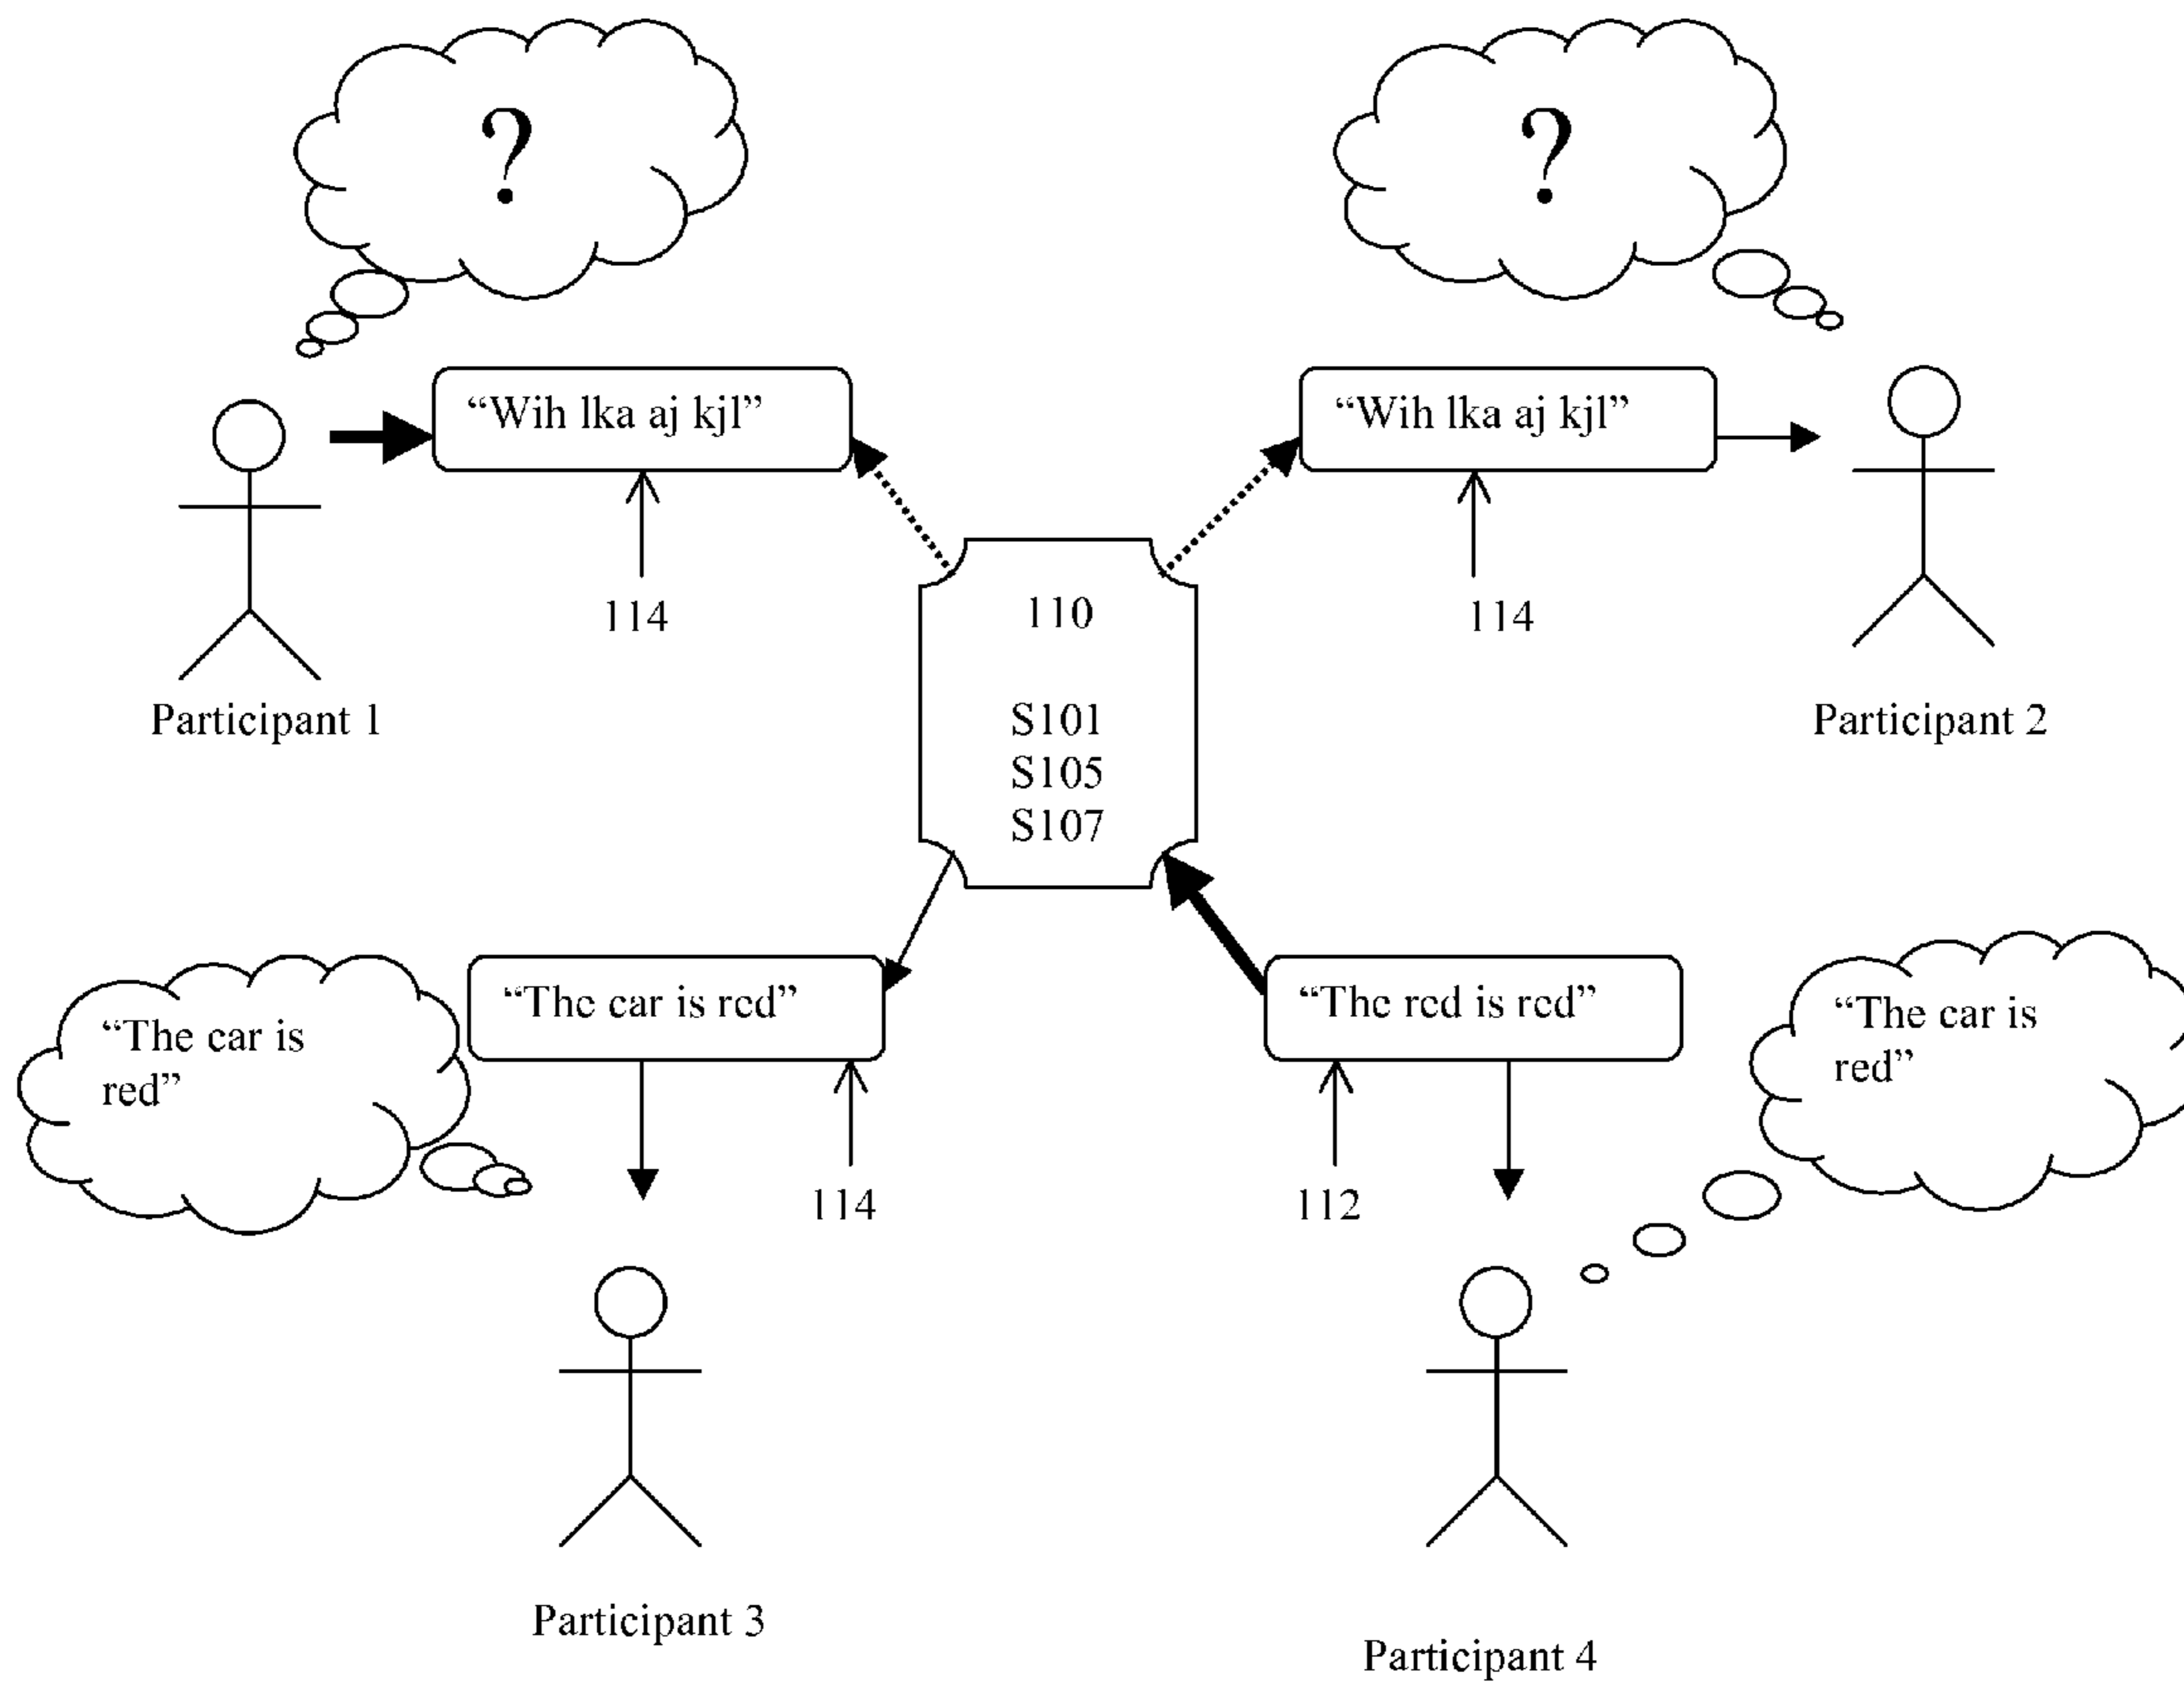 ?
?
“Wih lka aj kjl”
“Wih lka aj kjl”
114
114
Participant 1
Participant 2
110
S101
S105
S107
“The car is
red”
“The car is red”
“The red is red”
“The car is
red”
114
112
Participant 3
Participant 4